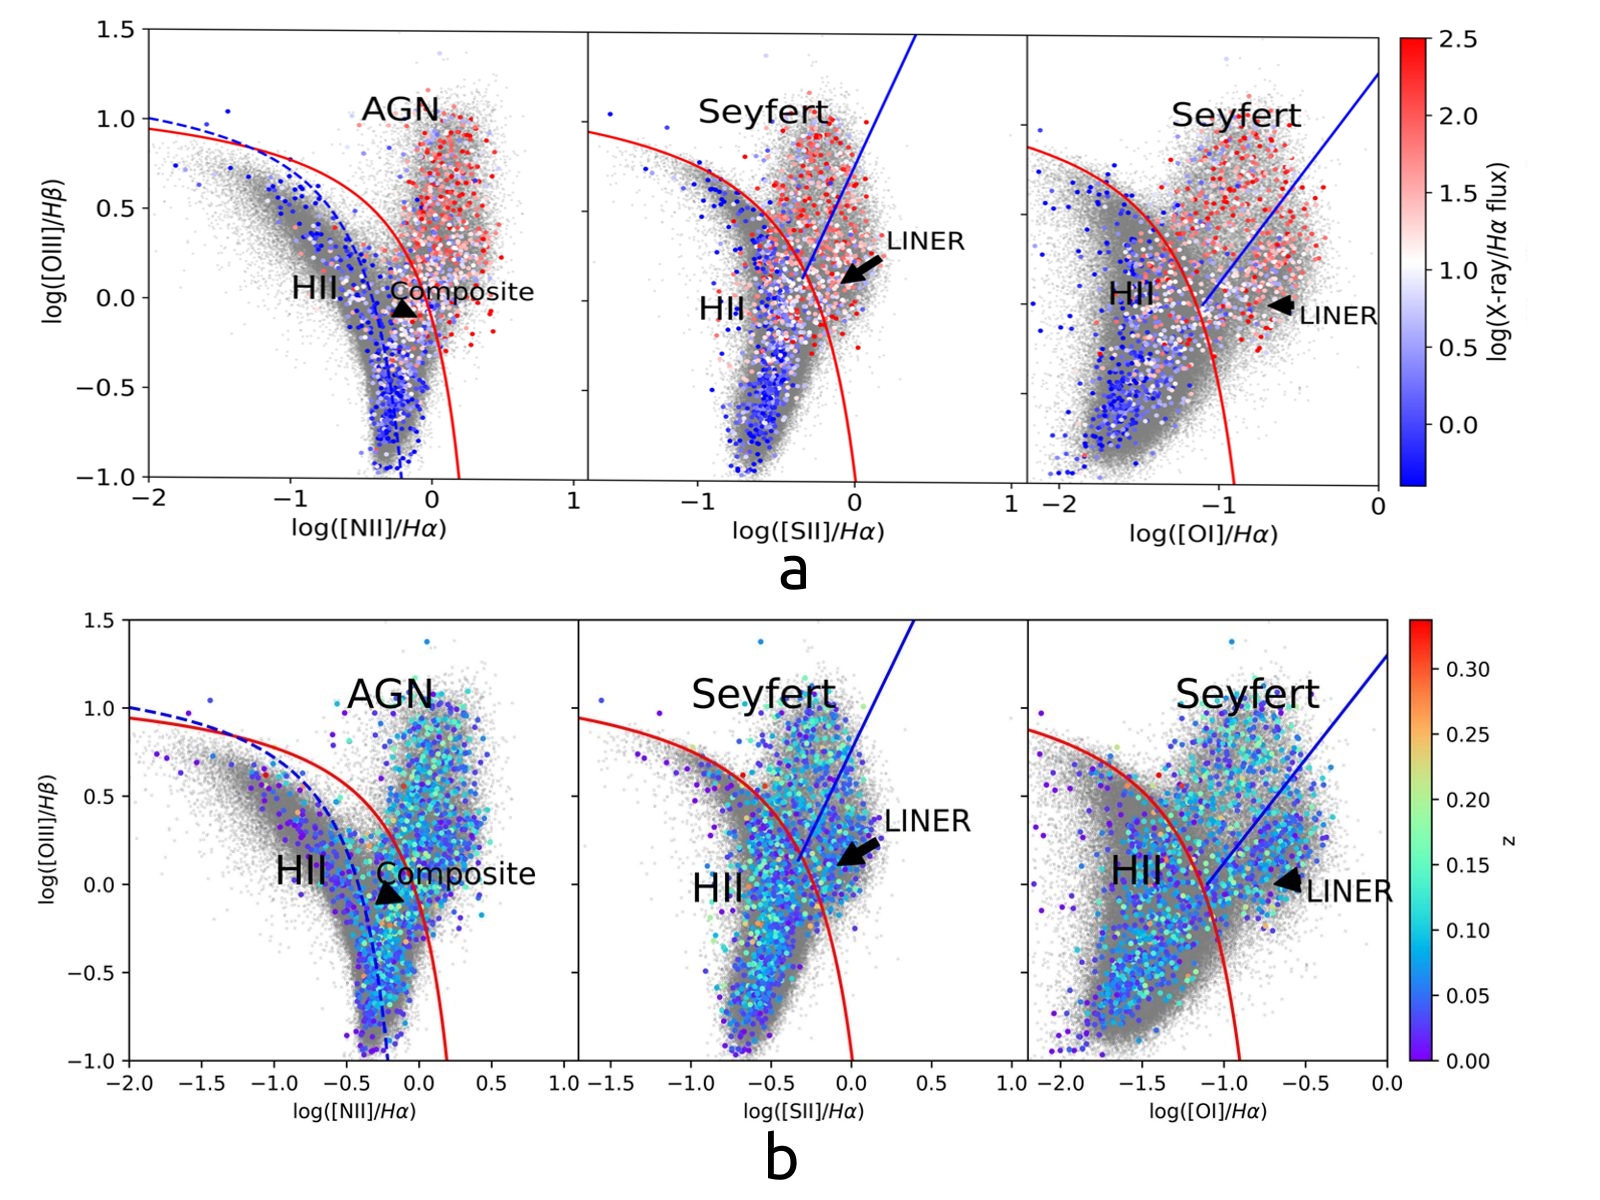 1.5
1.0
0.5
0.0
−0.5
−1.0
log([OIII]/Hβ)
AGN
HII
Composite
−2
−1
0
1
log([NII]/Hα)
Seyfert
LINER
HII
−1
0
1
log([SII]/Hα)
Seyfert
HII
LINER
−2
−1
0
log([OI]/Hα)
2.5
2.0
1.5
1.0
0.5
0.0
log(X-ray/Hα flux)
a
1.5
1.0
0.5
0.0
−0.5
−1.0
log([OIII]/Hβ)
AGN
HII
Composite
−2.0
−1.5
−1.0
−0.5
0.0
0.5
1.0
log([NII]/Hα)
Seyfert
LINER
HII
−1.5
−1.0
−0.5
0.0
0.5
1.0
log([SII]/Hα)
Seyfert
HII
LINER
−2.0
−1.5
−1.0
−0.5
0.0
log([OI]/Hα)
0.30
0.25
0.20
0.15
0.10
0.05
0.00
z
b